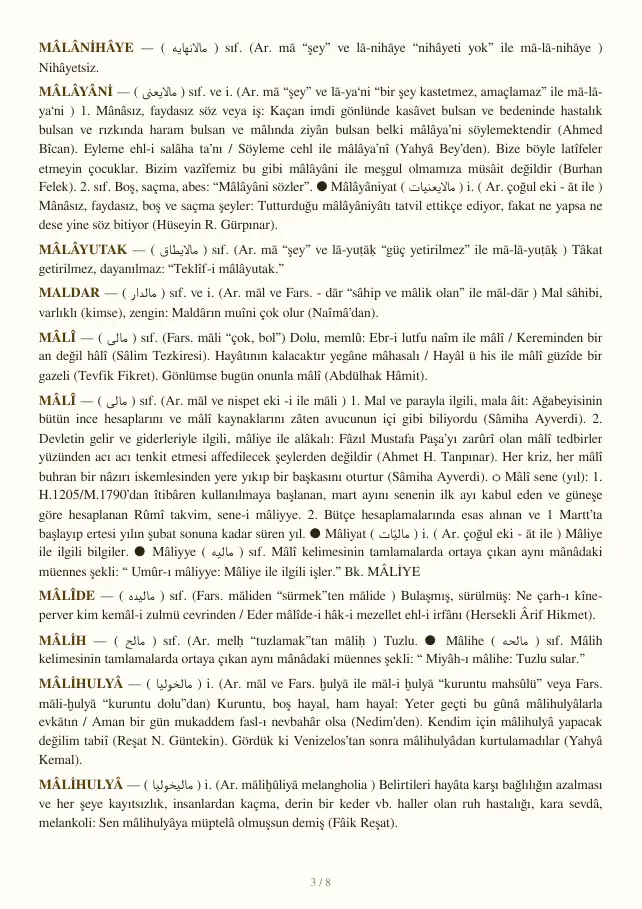 MÂLÂNİHÂYE — ( مالانهایه ) sıf. (Ar. mā “şey” ve lā-nihāye “nihâyeti yok” ile mā-lā-nihāye )
Nihâyetsiz.
MÂLÂYÂNİ — ( مالایعنی ) sıf. ve i. (Ar. mā “şey” ve lā-ya‘ni “bir şey kastetmez, amaçlamaz” ile mā-lā-
ya‘ni ) 1. Mânâsız, faydasız söz veya iş: Kaçan imdi gönlünde kasâvet bulsan ve bedeninde hastalık
bulsan ve rızkında haram bulsan ve mâlında ziyân bulsan belki mâlâya’ni söylemektendir (Ahmed
Bîcan). Eyleme ehl-i salâha ta’nı / Söyleme cehl ile mâlâya’nî (Yahyâ Bey’den). Bize böyle latîfeler
etmeyin çocuklar. Bizim vazîfemiz bu gibi mâlâyâni ile meşgul olmamıza müsâit değildir (Burhan
Felek). 2. sıf. Boş, saçma, abes: “Mâlâyâni sözler”. ● Mâlâyâniyat ( مالایعنیات ) i. ( Ar. çoğul eki - āt ile )
Mânâsız, faydasız, boş ve saçma şeyler: Tutturduğu mâlâyâniyâtı tatvil ettikçe ediyor, fakat ne yapsa ne
dese yine söz bitiyor (Hüseyin R. Gürpınar).
MÂLÂYUTAK — ( مالایطاق ) sıf. (Ar. mā “şey” ve lā-yuṭāḳ “güç yetirilmez” ile mā-lā-yuṭāḳ ) Tâkat
getirilmez, dayanılmaz: “Teklîf-i mâlâyutak.”
MALDAR — ( مالدار ) sıf. ve i. (Ar. māl ve Fars. - dār “sâhip ve mâlik olan” ile māl-dār ) Mal sâhibi,
varlıklı (kimse), zengin: Maldârın muîni çok olur (Naîmâ’dan).
MÂLÎ — ( مالی ) sıf. (Fars. māli “çok, bol”) Dolu, memlû: Ebr-i lutfu naîm ile mâlî / Kereminden bir
an değil hâlî (Sâlim Tezkiresi). Hayâtının kalacaktır yegâne mâhasalı / Hayâl ü his ile mâlî güzîde bir
gazeli (Tevfik Fikret). Gönlümse bugün onunla mâlî (Abdülhak Hâmit).
MÂLÎ — ( مالی ) sıf. (Ar. māl ve nispet eki -i ile māli ) 1. Mal ve parayla ilgili, mala âit: Ağabeyisinin
bütün ince hesaplarını ve mâlî kaynaklarını zâten avucunun içi gibi biliyordu (Sâmiha Ayverdi). 2.
Devletin gelir ve giderleriyle ilgili, mâliye ile alâkalı: Fâzıl Mustafa Paşa’yı zarûrî olan mâlî tedbirler
yüzünden acı acı tenkit etmesi affedilecek şeylerden değildir (Ahmet H. Tanpınar). Her kriz, her mâlî
buhran bir nâzırı iskemlesinden yere yıkıp bir başkasını oturtur (Sâmiha Ayverdi). ○ Mâlî sene (yıl): 1.
H.1205/M.1790’dan îtibâren kullanılmaya başlanan, mart ayını senenin ilk ayı kabul eden ve güneşe
göre hesaplanan Rûmî takvim, sene-i mâliyye. 2. Bütçe hesaplamalarında esas alınan ve 1 Martt’ta
başlayıp ertesi yılın şubat sonuna kadar süren yıl. ● Mâliyat ( مالیّات ) i. ( Ar. çoğul eki - āt ile ) Mâliye
ile ilgili bilgiler. ● Mâliyye ( مالیه ) sıf. Mâlî kelimesinin tamlamalarda ortaya çıkan aynı mânâdaki
müennes şekli: “ Umûr-ı mâliyye: Mâliye ile ilgili işler.” Bk. MÂLİYE
MÂLÎDE — ( مالیده ) sıf. (Fars. māliden “sürmek”ten mālide ) Bulaşmış, sürülmüş: Ne çarh-ı kîne-
perver kim kemâl-i zulmü cevrinden / Eder mâlîde-i hâk-i mezellet ehl-i irfânı (Hersekli Ârif Hikmet).
MÂLİH — ( مالح ) sıf. (Ar. melḥ “tuzlamak”tan māliḥ ) Tuzlu. ● Mâlihe ( مالحه ) sıf. Mâlih
kelimesinin tamlamalarda ortaya çıkan aynı mânâdaki müennes şekli: “ Miyâh-ı mâlihe: Tuzlu sular.”
MÂLİHULYÂ — ( مالخولیا ) i. (Ar. māl ve Fars. ḫulyā ile māl-i ḫulyā “kuruntu mahsûlü” veya Fars.
māli-ḫulyā “kuruntu dolu”dan) Kuruntu, boş hayal, ham hayal: Yeter geçti bu gûnâ mâlihulyâlarla
evkātın / Aman bir gün mukaddem fasl-ı nevbahâr olsa (Nedim’den). Kendim için mâlihulyâ yapacak
değilim tabiî (Reşat N. Güntekin). Gördük ki Venizelos’tan sonra mâlihulyâdan kurtulamadılar (Yahyâ
Kemal).
MÂLİHULYÂ — ( مالیخولیا ) i. (Ar. māliḫūliyā melangholia ) Belirtileri hayâta karşı bağlılığın azalması
ve her şeye kayıtsızlık, insanlardan kaçma, derin bir keder vb. haller olan ruh hastalığı, kara sevdâ,
melankoli: Sen mâlihulyâya müptelâ olmuşsun demiş (Fâik Reşat).
3 / 8